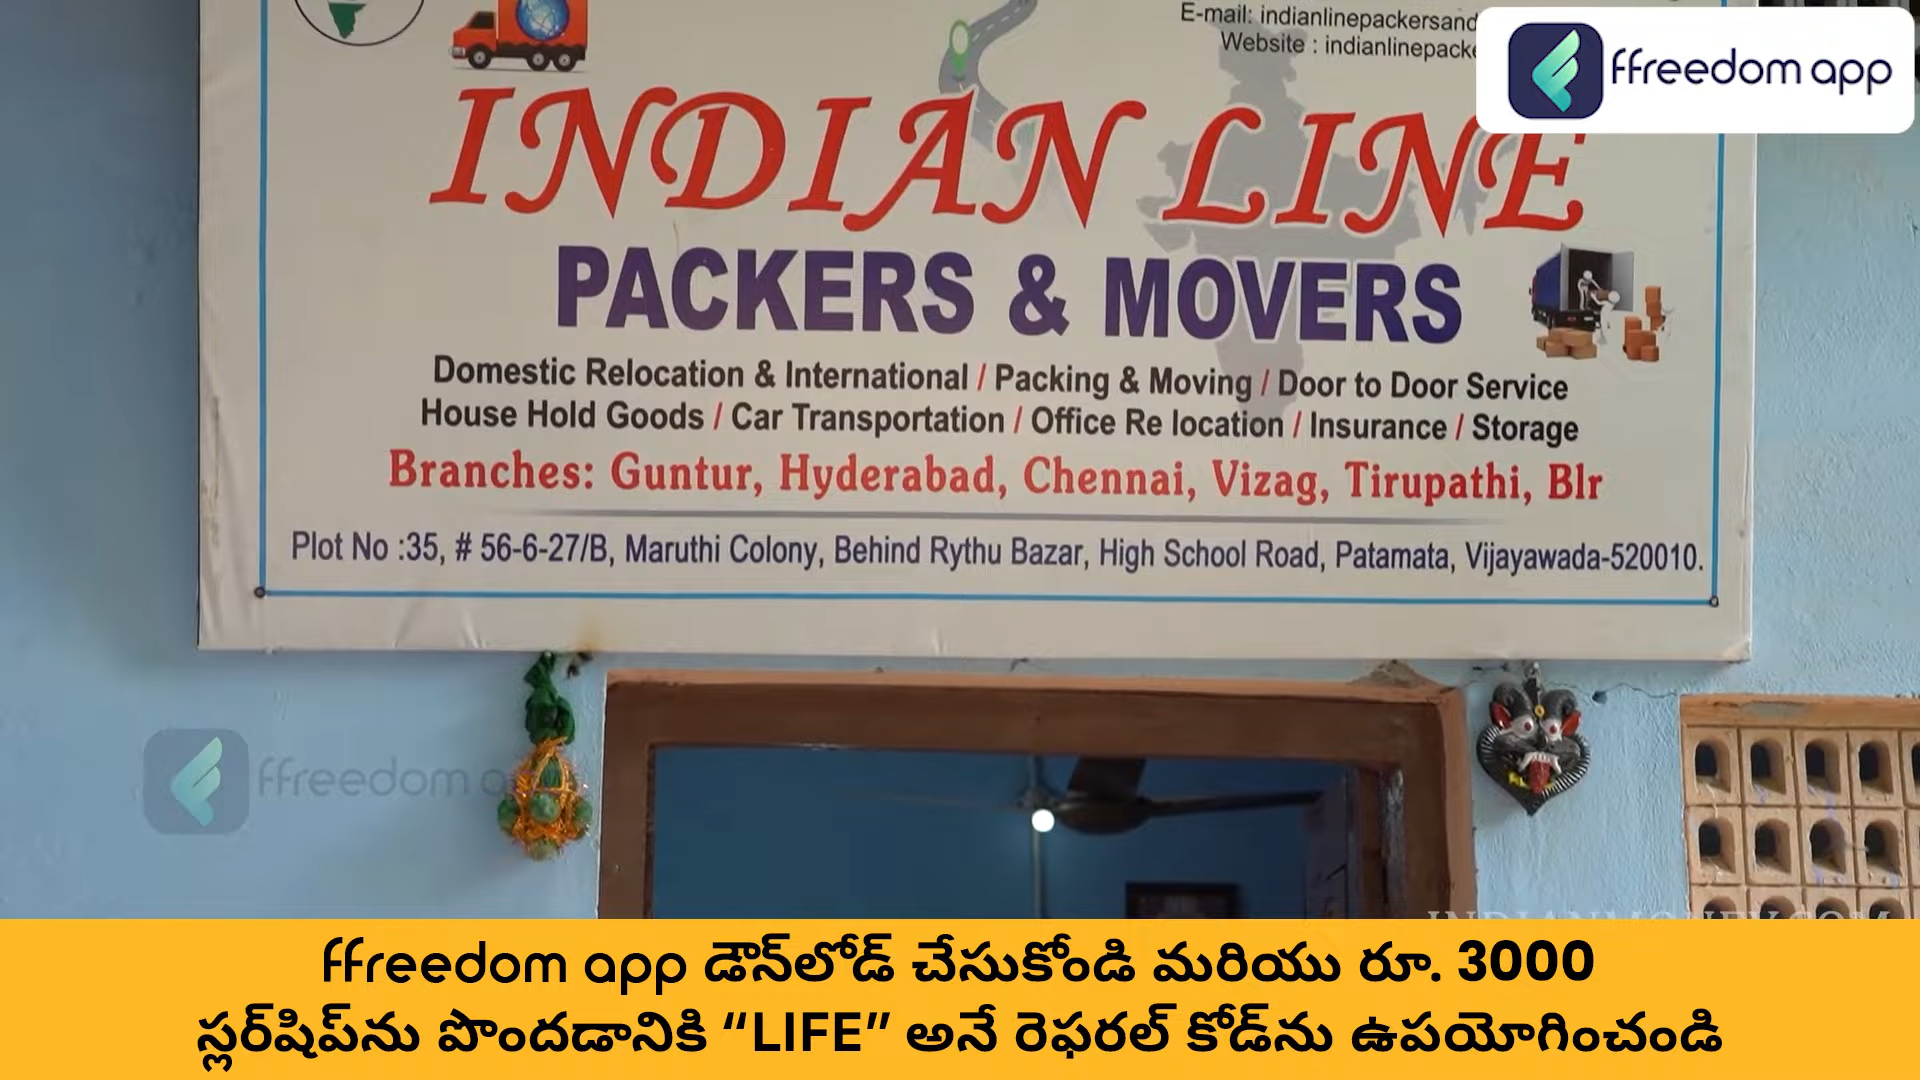 E-mail: indianlinepackersand
Website : indianlinepacke
ffreedom app
INDIAN LINE
PACKERS & MOVERS
Domestic Relocation & International / Packing & Moving / Door to Door Service
House Hold Goods / Car Transportation / Office Re location / Insurance / Storage
Branches: Guntur, Hyderabad, Chennai, Vizag, Tirupathi, Blr
Plot No :35, # 56-6-27/B, Maruthi Colony, Behind Rythu Bazar, High School Road, Patamata, Vijayawada-520010.
ffreedom a
INDIANMONEY.COM
ffreedom app డౌన్‌లోడ్ చేసుకోండి మరియు రూ. 3000
స్లర్‌షిప్‌ను పొందడానికి “LIFE” అనే రెఫరల్ కోడ్‌ను ఉపయోగించండి